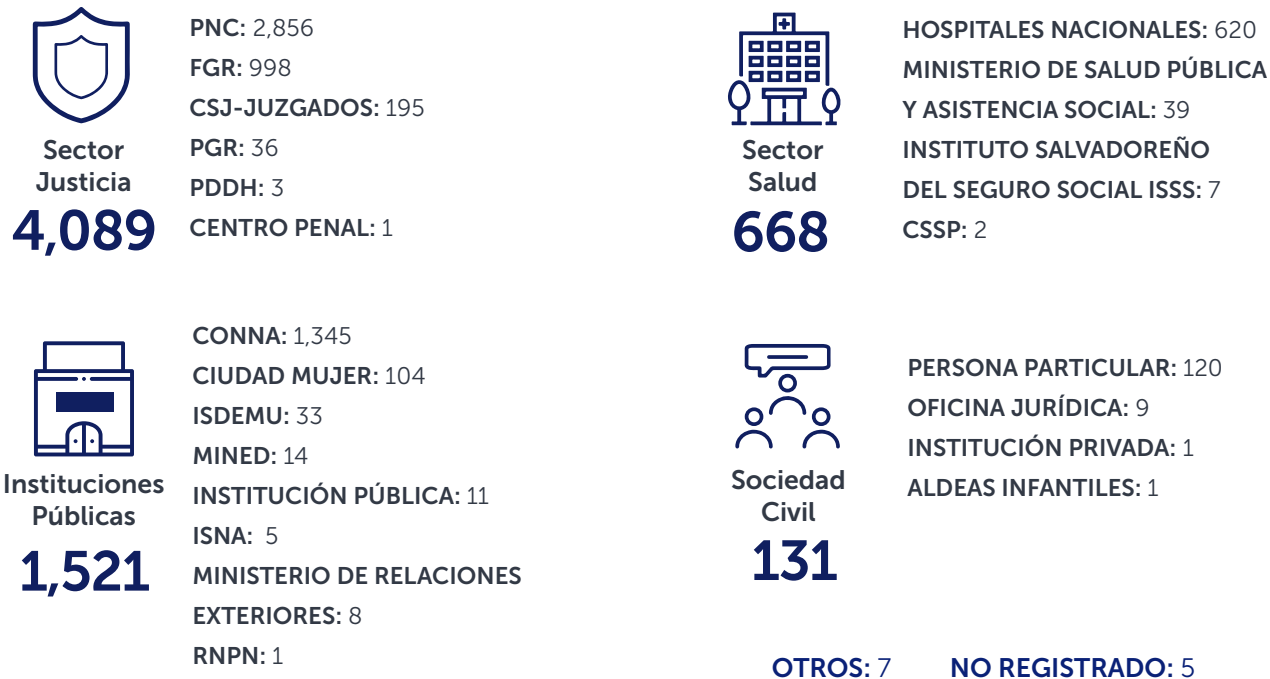 Sector
Justicia
4,089
PNC: 2,856
FGR: 998
CSJ-JUZGADOS: 195
PGR: 36
PDDH: 3
CENTRO PENAL: 1
Sector
Salud
668
HOSPITALES NACIONALES: 620
MINISTERIO DE SALUD PÚBLICA
Y ASISTENCIA SOCIAL: 39
INSTITUTO SALVADOREÑO
DEL SEGURO SOCIAL ISSS: 7
CSSP: 2
Instituciones
Públicas
1,521
CONNA: 1,345
CIUDAD MUJER: 104
ISDEMU: 33
MINED: 14
INSTITUCIÓN PÚBLICA: 11
ISNA: 5
MINISTERIO DE RELACIONES
EXTERIORES: 8
RNPN: 1
Sociedad
Civil
131
PERSONA PARTICULAR: 120
OFICINA JURÍDICA: 9
INSTITUCIÓN PRIVADA: 1
ALDEAS INFANTILES: 1
OTROS: 7
NO REGISTRADO: 5